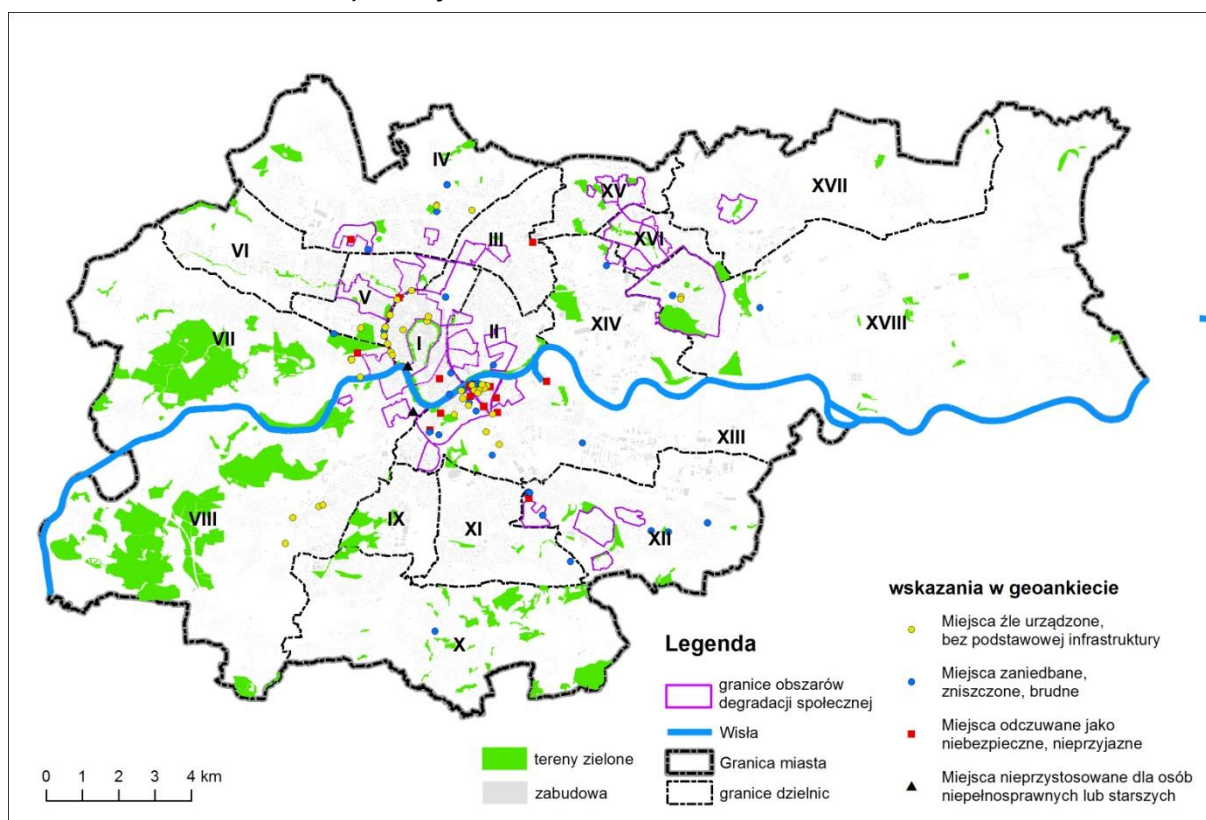 IV
XV
XVII
III
XVI
VI
V
I
II
XIV
XVIII
VII
XIII
VIII
IX
XI
XII
X
wskazania w geoankiecie
Miejsca źle urządzone,
bez podstawowej infrastruktury
Miejsca zaniedbane,
zniszczone, brudne
Miejsca odczuwane jako
niebezpieczne, nieprzyjazne
Miejsca nieprzystosowane dla osób
niepełnosprawnych lub starszych
Legenda
granice obszarów
degradacji społecznej
Wisła
Granica miasta
granice dzielnic
tereny zielone
zabudowa
0 1 2 3 4 km